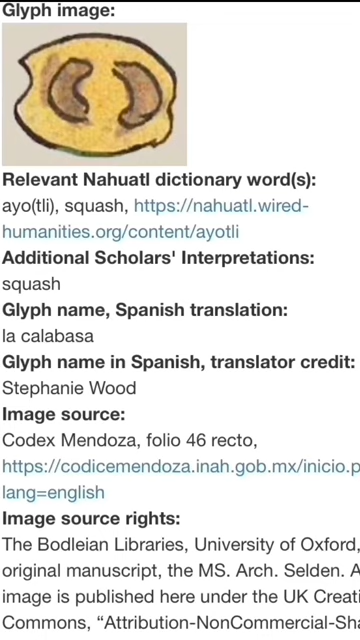 Glyph image:
Relevant Nahuatl dictionary word(s):
ayo(tli), squash, https://nahuatl.wired-
humanities.org/content/ayotli
Additional Scholars' Interpretations:
squash
Glyph name, Spanish translation:
la calabasa
Glyph name in Spanish, translator credit:
Stephanie Wood
Image source:
Codex Mendoza, folio 46 recto,
https://codicemendoza.inah.gob.mx/inicio.p
lang=english
Image source rights:
The Bodleian Libraries, University of Oxford,
original manuscript, the MS. Arch. Selden. A
image is published here under the UK Creati
Commons, “Attribution-NonCommercial-Sha